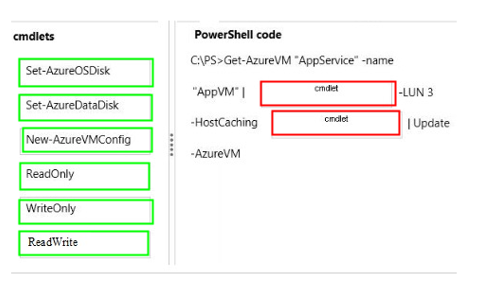 cmdlets
Set-AzureOSDisk
Set-AzureDataDisk
New-AzureVMConfig
ReadOnly
WriteOnly
ReadWrite
PowerShell code
C:\PS>Get-AzureVM "AppService" -name
"AppVM" | cmdlet -LUN 3
-HostCaching cmdlet | Update
-AzureVM